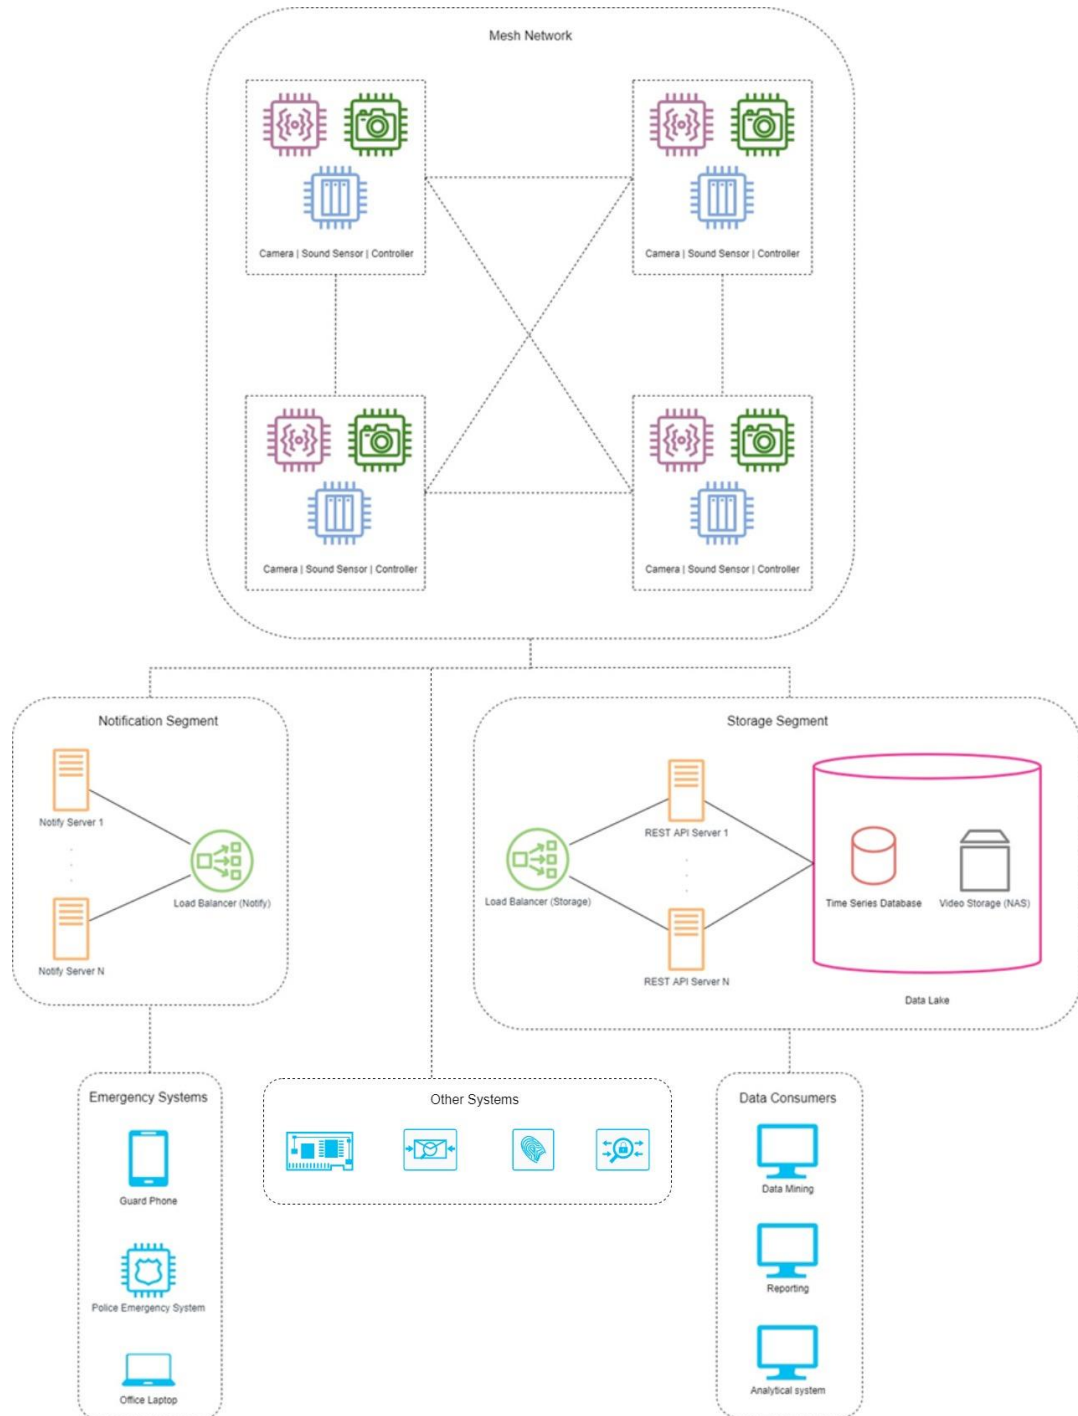 Mesh Network
Camera | Sound Sensor | Controller
Camera | Sound Sensor | Controller
Camera | Sound Sensor | Controller
Camera | Sound Sensor | Controller
Notification Segment
Notify Server 1
Load Balancer (Notify)
Notify Server N
Storage Segment
REST API Server 1
Load Balancer (Storage)
REST API Server N
Time Series Database
Video Storage (NAS)
Data Lake
Emergency Systems
Guard Phone
Police Emergency System
Office Laptop
Other Systems
Data Consumers
Data Mining
Reporting
Analytical system